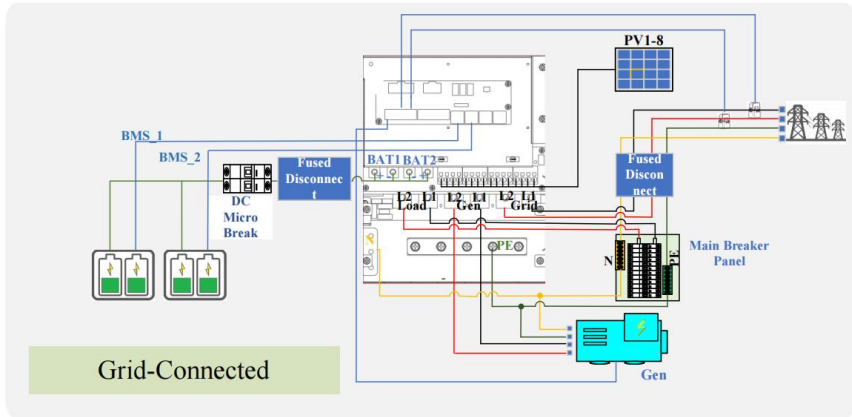 PV1-8
BMS_1
BMS_2
Fused
Disconnec
t
BAT1 BAT2
- + - +
DC
Micro
Break
Fused
Discon
nect
L2 L1 L2 L1 L2 L1
Load Gen Grid
N
PE
N
PE
Main Breaker
Panel
Gen
Grid-Connected